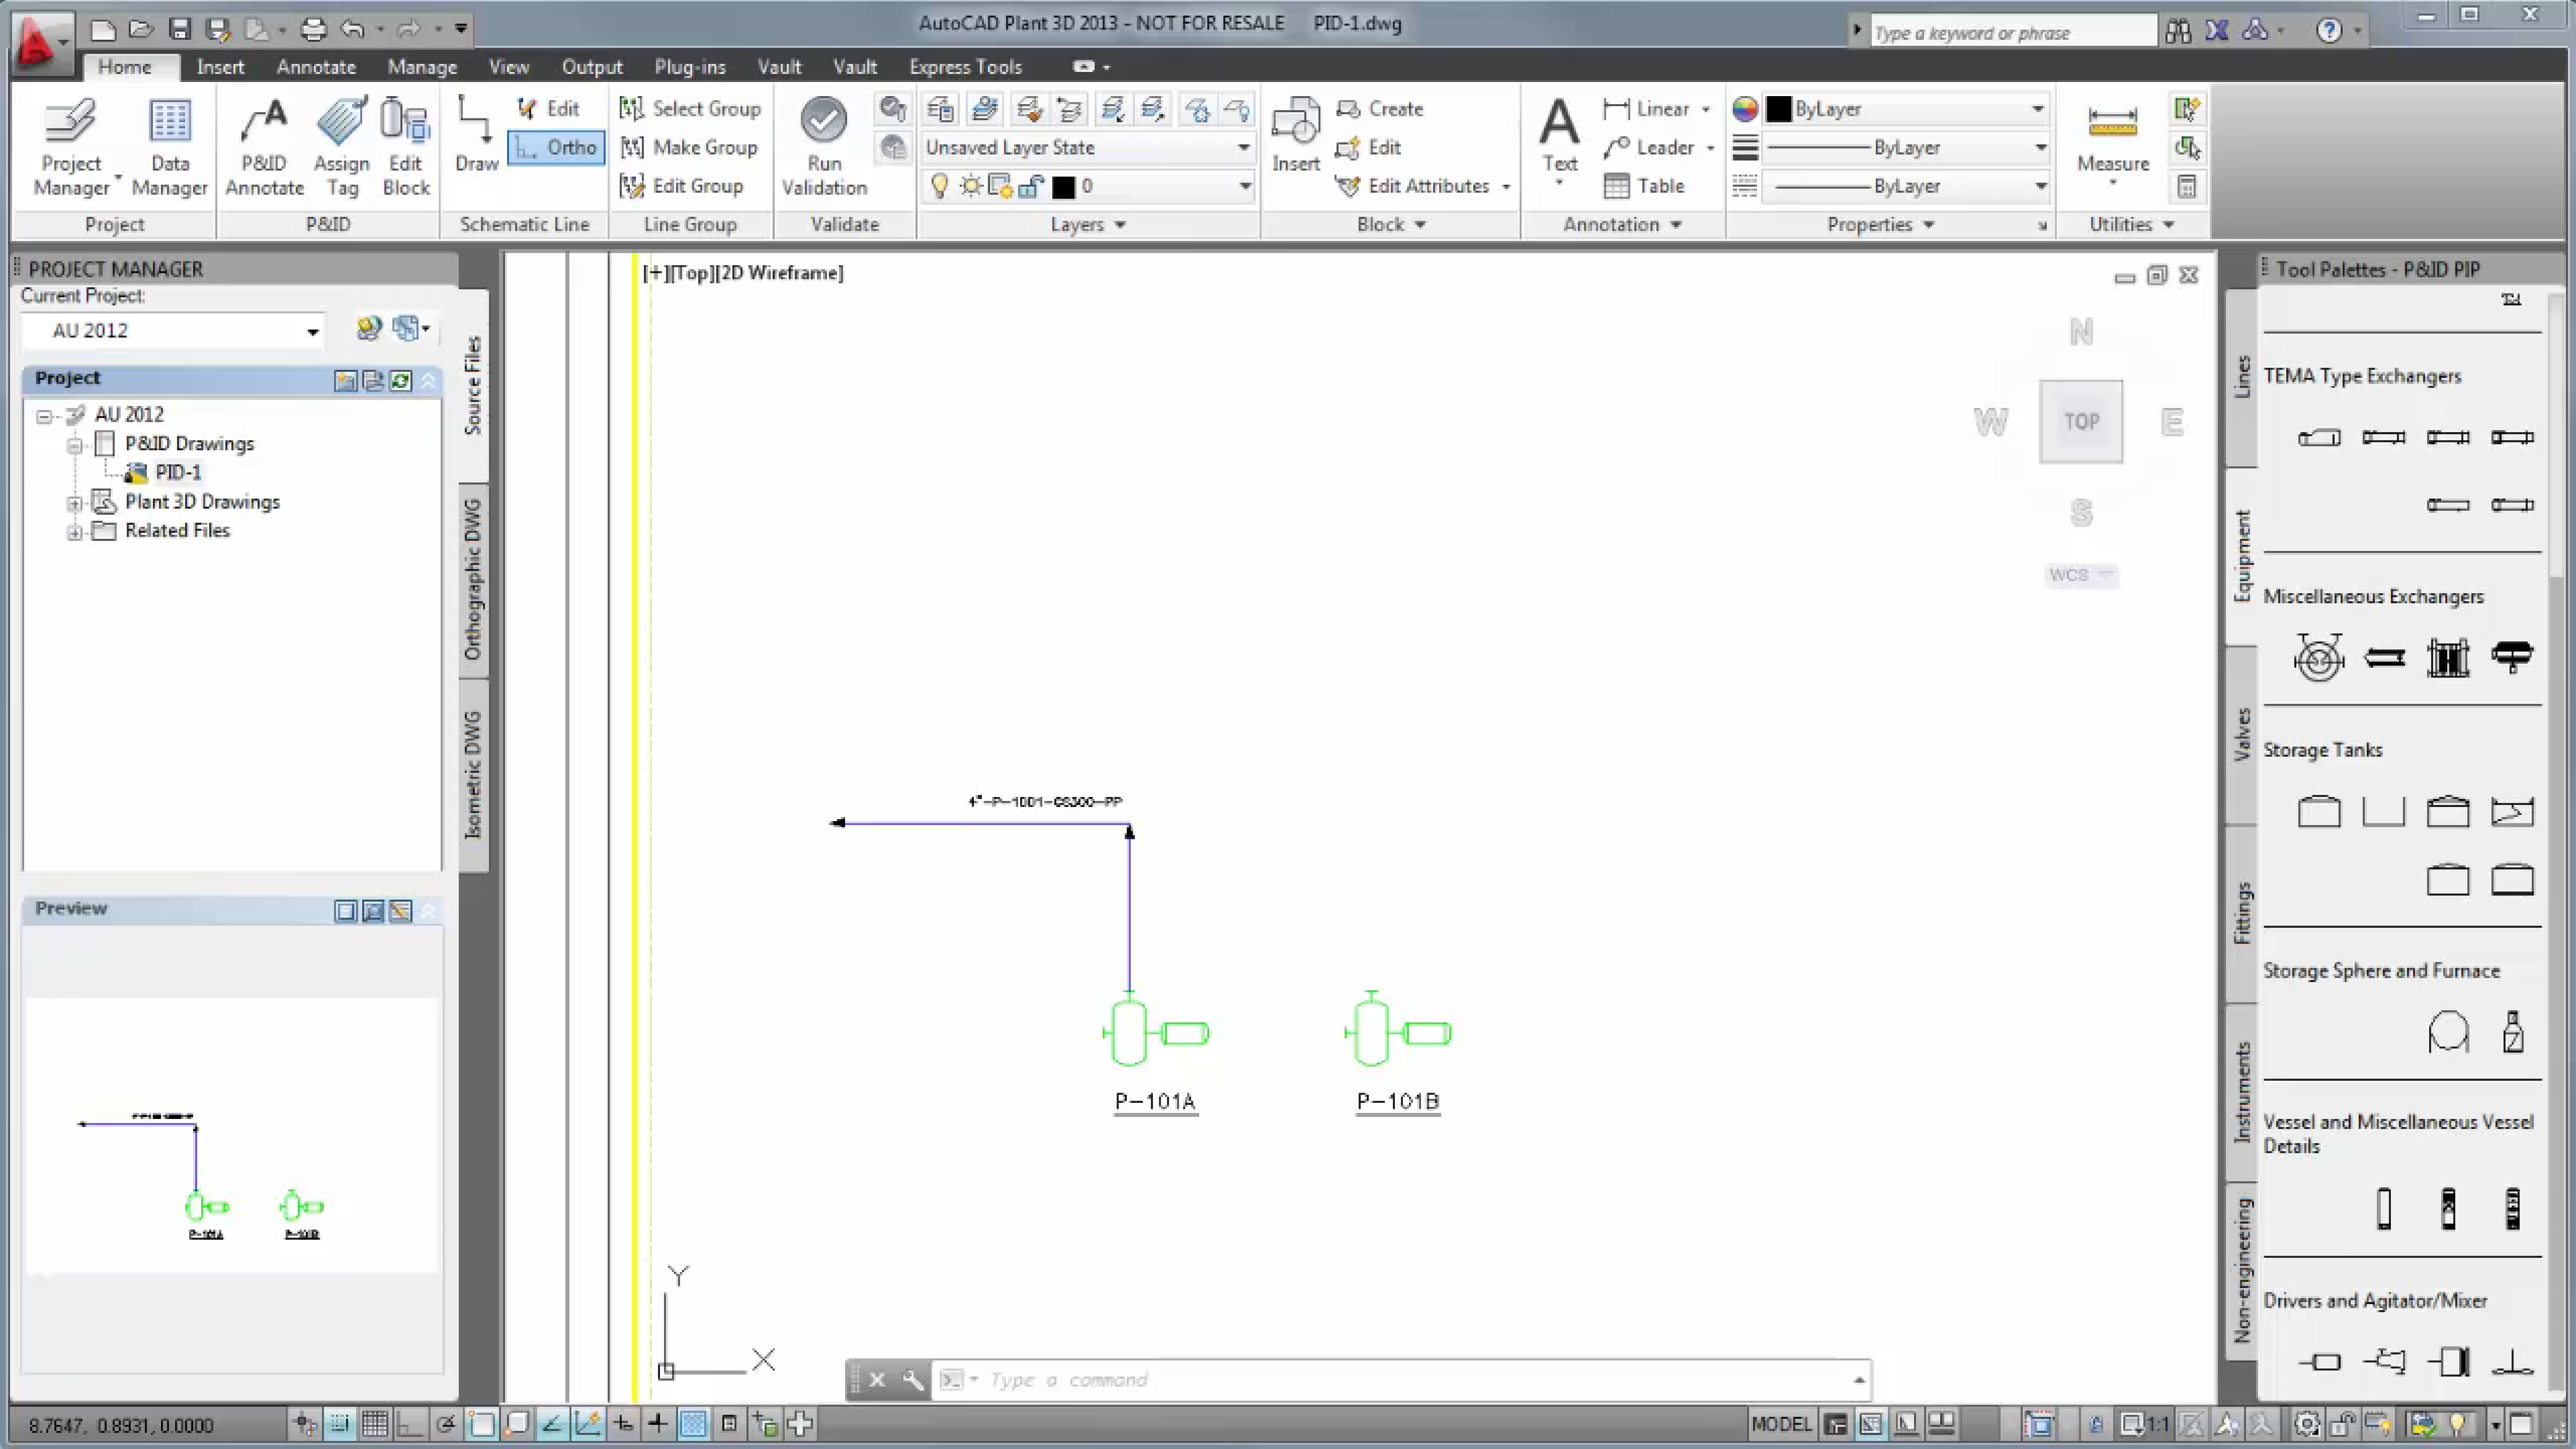 AutoCAD Plant 3D 2013 - NOT FOR RESALE PID-1.dwg
Type a keyword or phrase
Home Insert Annotate Manage View Output Plug-ins Vault Vault Express Tools
Project Manager
Data Manager
Project
P&ID Annotate
Assign Tag
Edit Block
P&ID
Draw
Edit
Ortho
Schematic Line
Select Group
Make Group
Edit Group
Line Group
Run Validation
Validate
Unsaved Layer State
0
Layers
Insert
Create
Edit
Edit Attributes
Block
Text
Linear
Leader
Table
Annotation
ByLayer
ByLayer
ByLayer
Properties
Measure
Utilities
PROJECT MANAGER
Current Project:
AU 2012
Project
AU 2012
P&ID Drawings
PID-1
Plant 3D Drawings
Related Files
Source Files
Orthographic DWG
Isometric DWG
Preview
P-101A
P-101B
[+][Top][2D Wireframe]
N
W TOP E
S
WCS
4"-P-1001-CS300-PP
P-101A
P-101B
Y
X
Type a command
Tool Palettes - P&ID PIP
Lines
Equipment
Valves
Fittings
Instruments
Non-engineering
TEMA Type Exchangers
Miscellaneous Exchangers
Storage Tanks
Storage Sphere and Furnace
Vessel and Miscellaneous Vessel
Details
Drivers and Agitator/Mixer
8.7647, 0.8931, 0.0000
MODEL
1:1